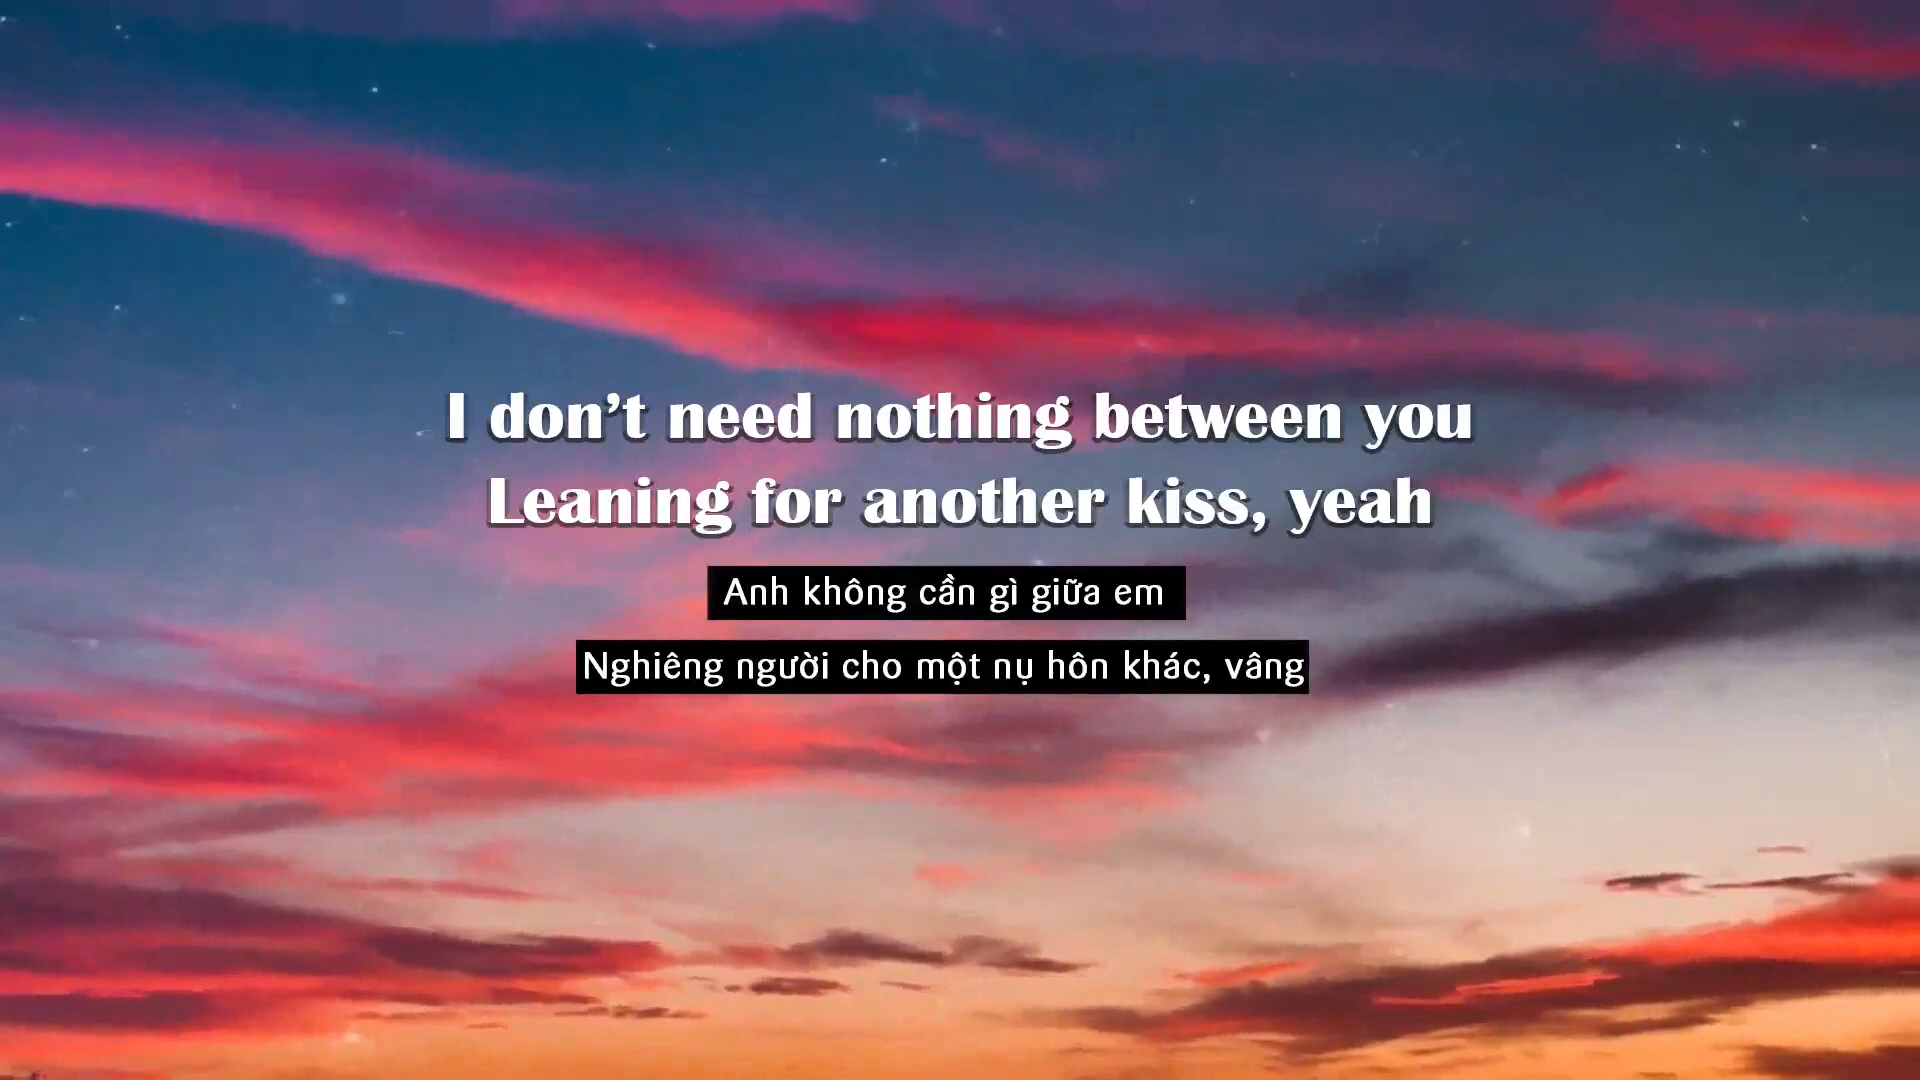 I don’t need nothing between you
Leaning for another kiss, yeah
Anh không cần gì giữa em
Nghiêng người cho một nụ hôn khác, vâng